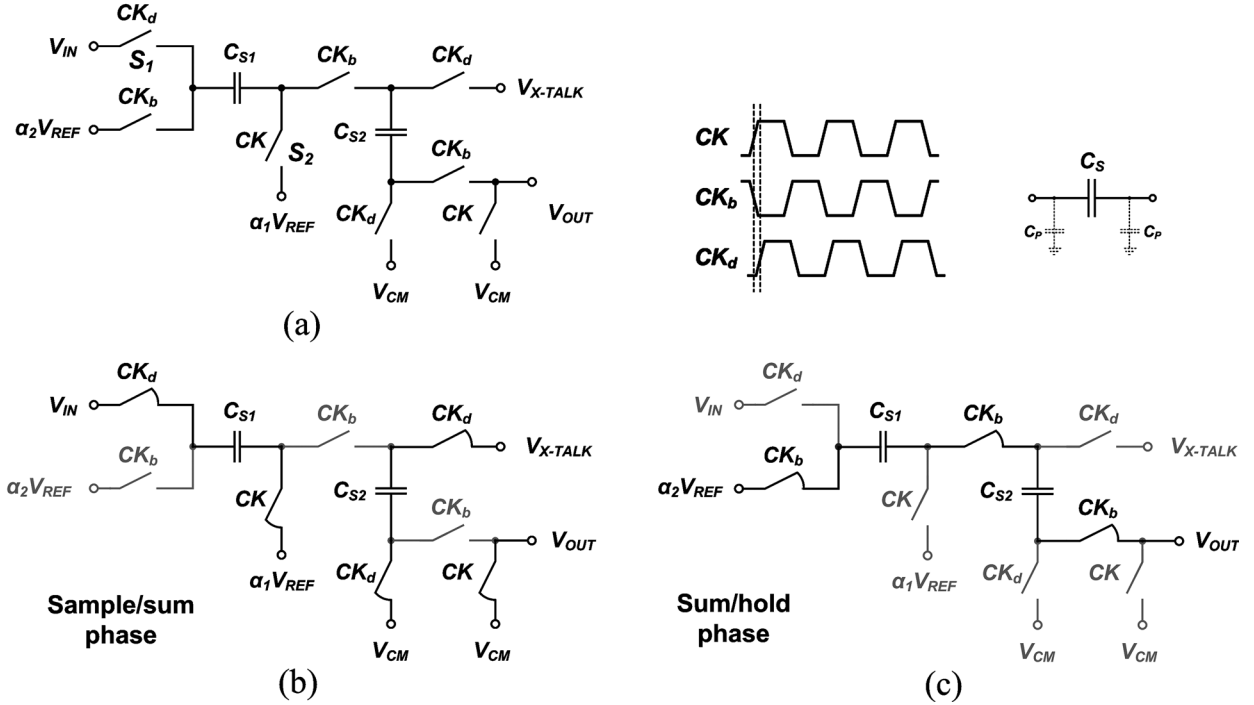 CKd
VIN
S1
CKb
α2VREF
CS1
CKb
CKd
VX-TALK
CK
S2
α1VREF
CS2
CKb
CKd
CK
VOUT
VCM
VCM
(a)
CK
CKb
CKd
CS
CP
CP
CKd
VIN
CKb
α2VREF
CS1
CKb
CKd
VX-TALK
CK
α1VREF
CS2
CKb
CKd
CK
VOUT
VCM
VCM
Sample/sum
phase
(b)
CKd
VIN
CKb
α2VREF
CS1
CKb
CKd
VX-TALK
CK
α1VREF
CS2
CKb
CKd
CK
VOUT
VCM
VCM
Sum/hold
phase
(c)